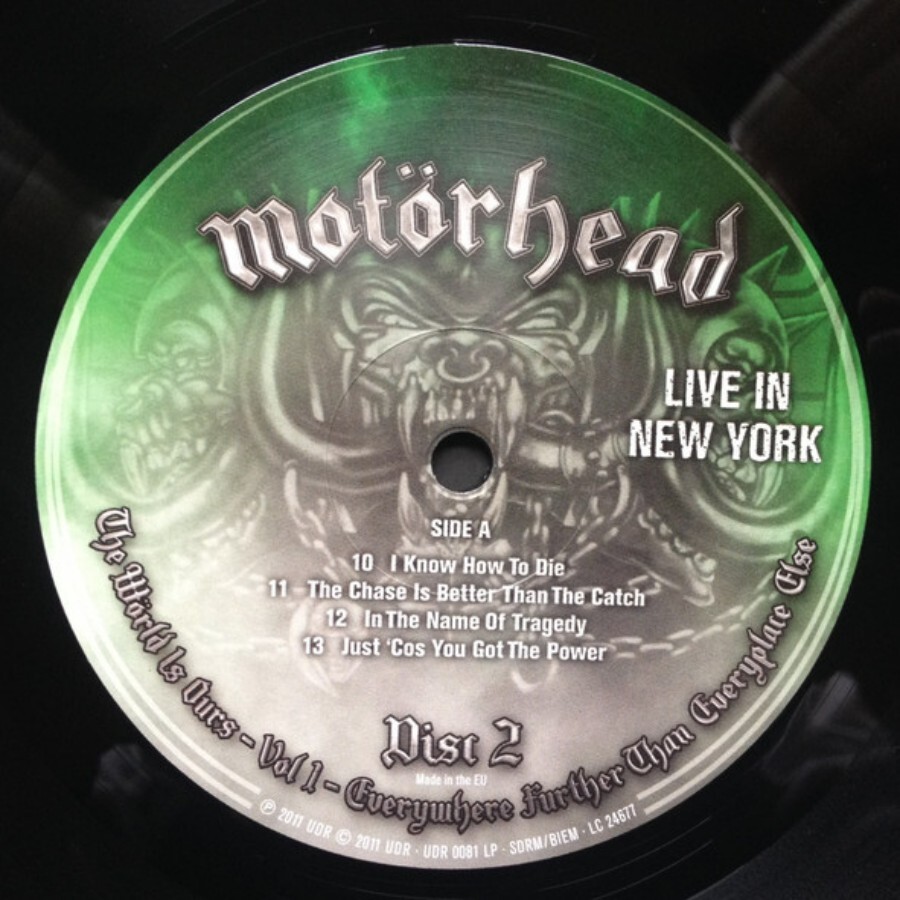 motörhead
LIVE IN
NEW YORK
SIDE A
10 I Know How To Die
11 The Chase Is Better Than The Catch
12 In The Name Of Tragedy
13 Just 'Cos You Got The Power
Disc 2
Made in the EU
The Wörld Is Ours - Vol 1 - Everywhere Further Than Everyplace Else
℗ 2011 UDR © 2011 UDR · UDR 0081 LP · SDRM/BIEM · LC 24677